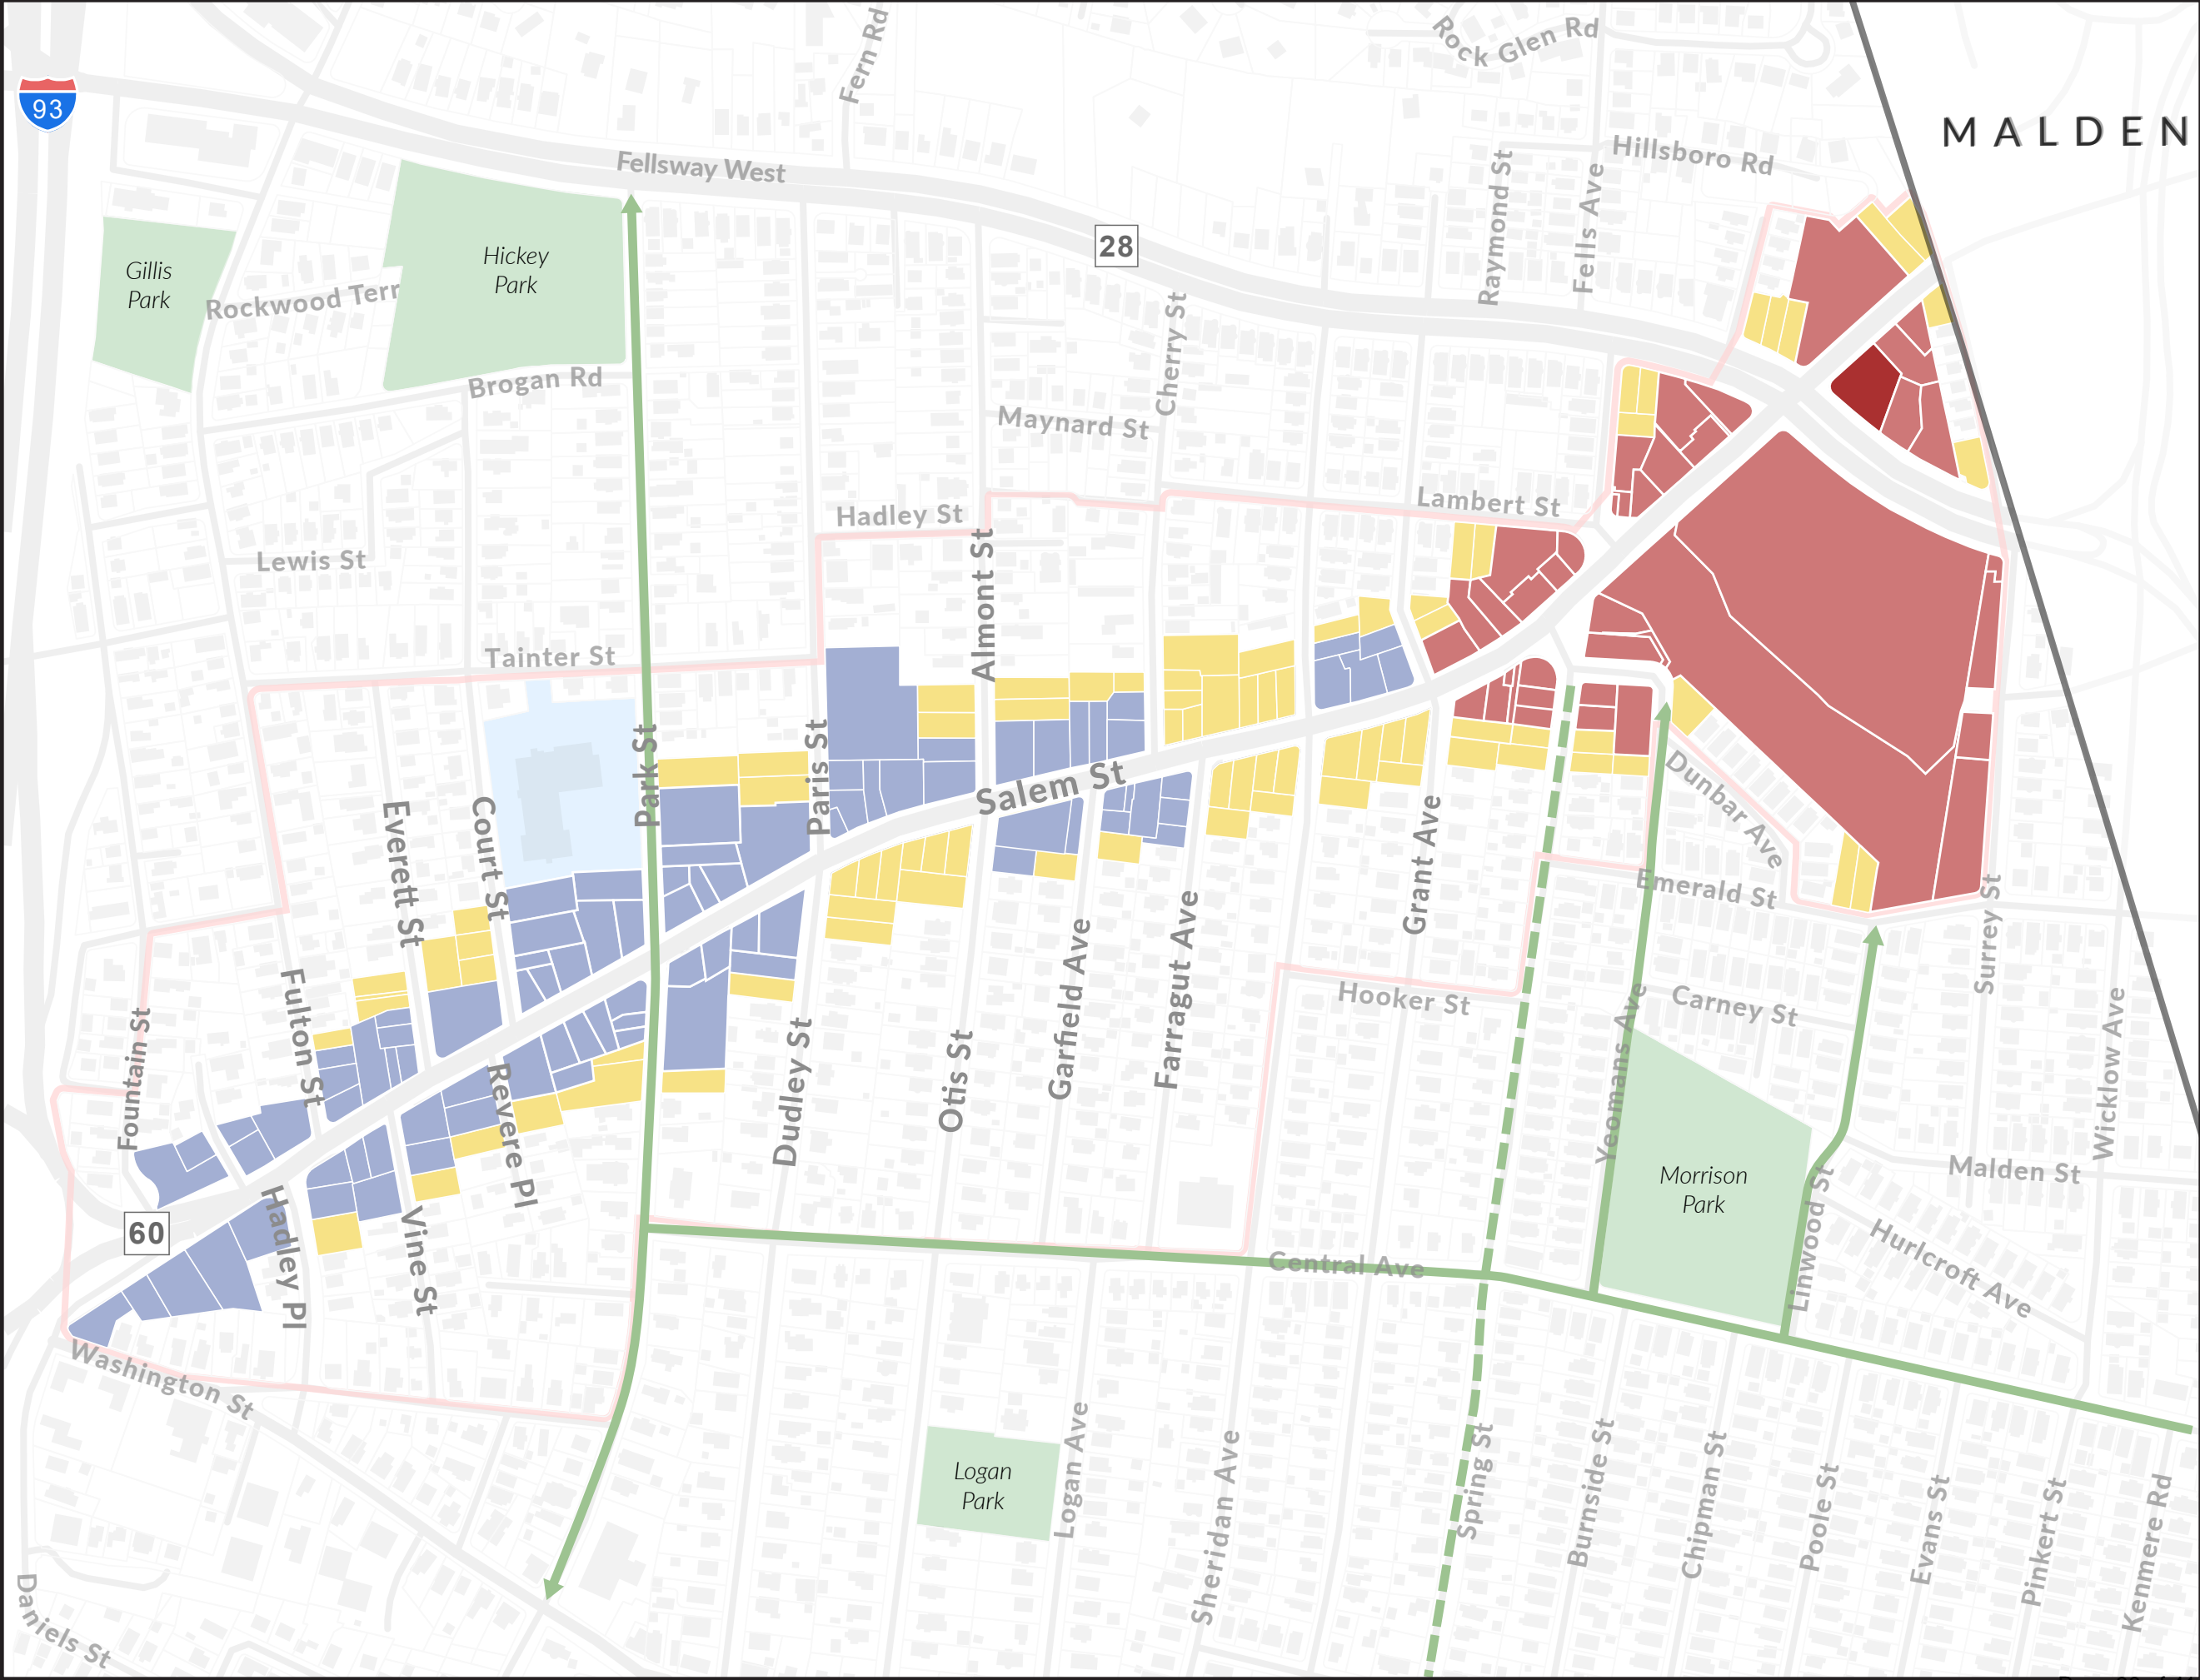 Fern Rd
Rock Glen Rd
93
MALDEN
Hillsboro Rd
Fellsway West
Raymond St
Fells Ave
28
Gillis
Park
Hickey
Park
Rockwood Terr
Cherry St
Brogan Rd
Maynard St
Lambert St
Hadley St
Almont St
Lewis St
Tainter St
Park St
Paris St
Salem St
Everett St
Court St
Dunbar Ave
Grant Ave
Emerald St
Surrey St
Fulton St
Fountain St
Garfield Ave
Farragut Ave
Hooker St
Carney St
Yeomans Ave
Wicklow Ave
Dudley St
Otis St
Revere Pl
Morrison
Park
Malden St
Linwood St
60
Hadley Pl
Vine St
Central Ave
Hurlcroft Ave
Washington St
Logan
Park
Logan Ave
Sheridan Ave
Spring St
Burnside St
Chipman St
Poole St
Evans St
Pinkert St
Kenmere Rd
Daniels St